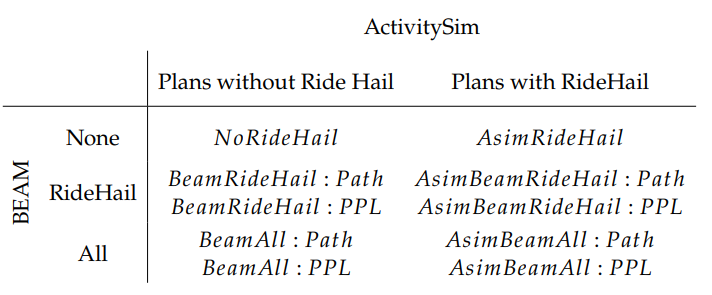 ActivitySim
Plans without Ride Hail Plans with RideHail
None NoRideHail AsimRideHail
BEAM
RideHail
BeamRideHail : Path AsimBeamRideHail : Path
BeamRideHail : PPL AsimBeamRideHail : PPL
All
BeamAll : Path AsimBeamAll : Path
BeamAll : PPL AsimBeamAll : PPL